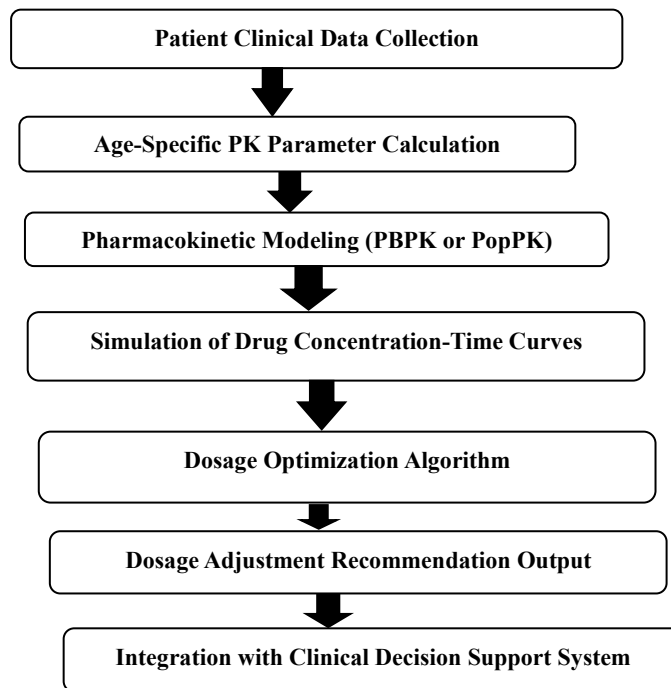 Patient Clinical Data Collection
Age-Specific PK Parameter Calculation
Pharmacokinetic Modeling (PBPK or PopPK)
Simulation of Drug Concentration-Time Curves
Dosage Optimization Algorithm
Dosage Adjustment Recommendation Output
Integration with Clinical Decision Support System